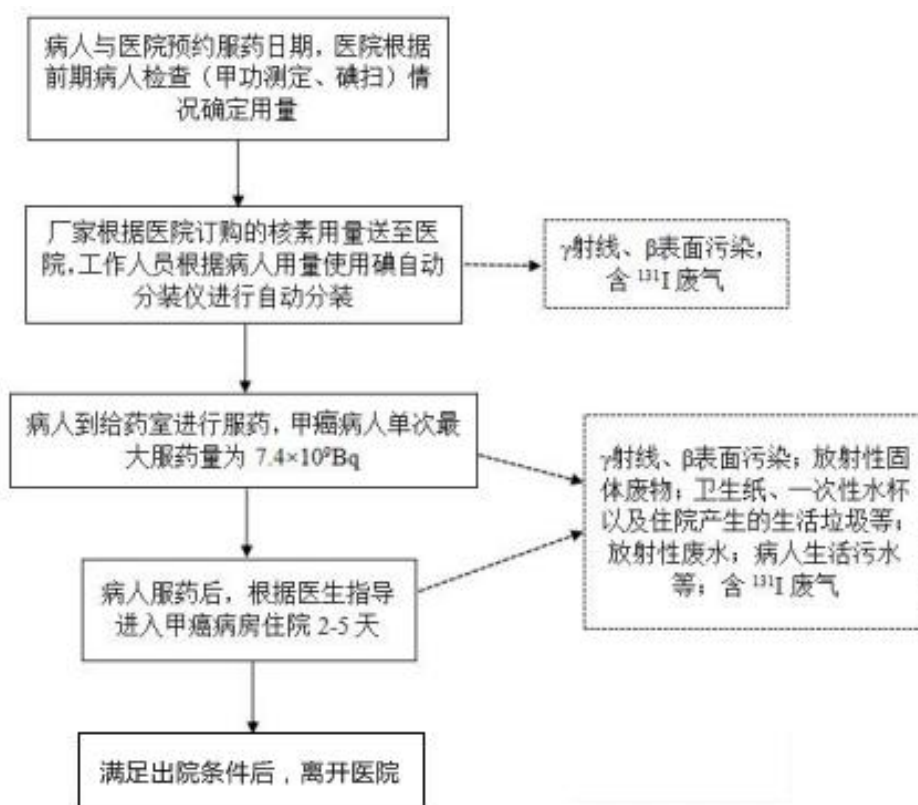 病人与医院预约服药日期，医院根据
前期病人检查（甲功测定、碘扫）情
况确定用量
厂家根据医院订购的核素用量送至医
院，工作人员根据病人用量使用碘自动
分装仪进行自动分装
γ射线、β表面污染，
含 ¹³¹I 废气
病人到给药室进行服药，甲癌病人单次最
大服药量为 7.4×10⁹Bq
γ射线、β表面污染；放射性固
体废物；卫生纸、一次性水杯
以及住院产生的生活垃圾等；
放射性废水；病人生活污水
等；含 ¹³¹I 废气
病人服药后，根据医生指导
进入甲癌病房住院 2-5 天
满足出院条件后，离开医院